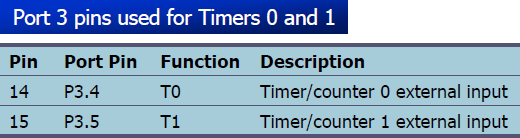 Port 3 pins used for Timers 0 and 1
Pin Port Pin Function Description
14 P3.4 T0 Timer/counter 0 external input
15 P3.5 T1 Timer/counter 1 external input